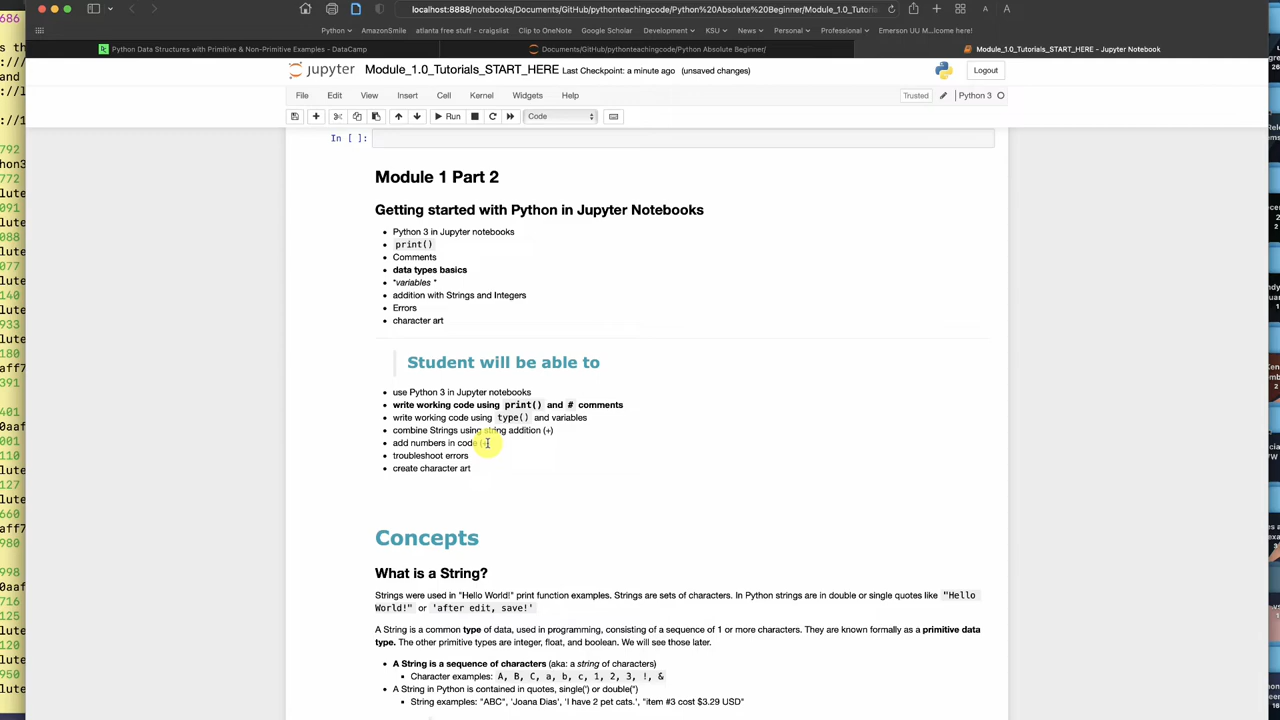 localhost:8888/notebooks/Documents/GitHub/pythonteachingcode/Python%20Absolute%20Beginner/Module_1.0_Tutorials
Python AmazonSmile atlanta free stuff - craigslist Clip to OneNote Google Scholar Development KSU News Personal Professional Emerson UU M...lcome here!
Python Data Structures with Primitive & Non-Primitive Examples – DataCamp
Documents/GitHub/pythonteachingcode/Python Absolute Beginner/
Module_1.0_Tutorials_START_HERE - Jupyter Notebook
jupyter Module_1.0_Tutorials_START_HERE Last Checkpoint: a minute ago (unsaved changes)
Logout
File Edit View Insert Cell Kernel Widgets Help
Trusted Python 3
Run Code
In [ ]:
Module 1 Part 2
Getting started with Python in Jupyter Notebooks
• Python 3 in Jupyter notebooks
• print()
• Comments
• data types basics
• *variables *
• addition with Strings and Integers
• Errors
• character art
Student will be able to
• use Python 3 in Jupyter notebooks
• write working code using print() and # comments
• write working code using type() and variables
• combine Strings using string addition (+)
• add numbers in code
• troubleshoot errors
• create character art
Concepts
What is a String?
Strings were used in "Hello World!" print function examples. Strings are sets of characters. In Python strings are in double or single quotes like "Hello
World!" or 'after edit, save!'
A String is a common type of data, used in programming, consisting of a sequence of 1 or more characters. They are known formally as a primitive data
type. The other primitive types are integer, float, and boolean. We will see those later.
• A String is a sequence of characters (aka: a string of characters)
• Character examples: A, B, C, a, b, c, 1, 2, 3, !, &
• A String in Python is contained in quotes, single(') or double(")
• String examples: "ABC", 'Joana Dias', 'I have 2 pet cats.', "item #3 cost $3.29 USD"